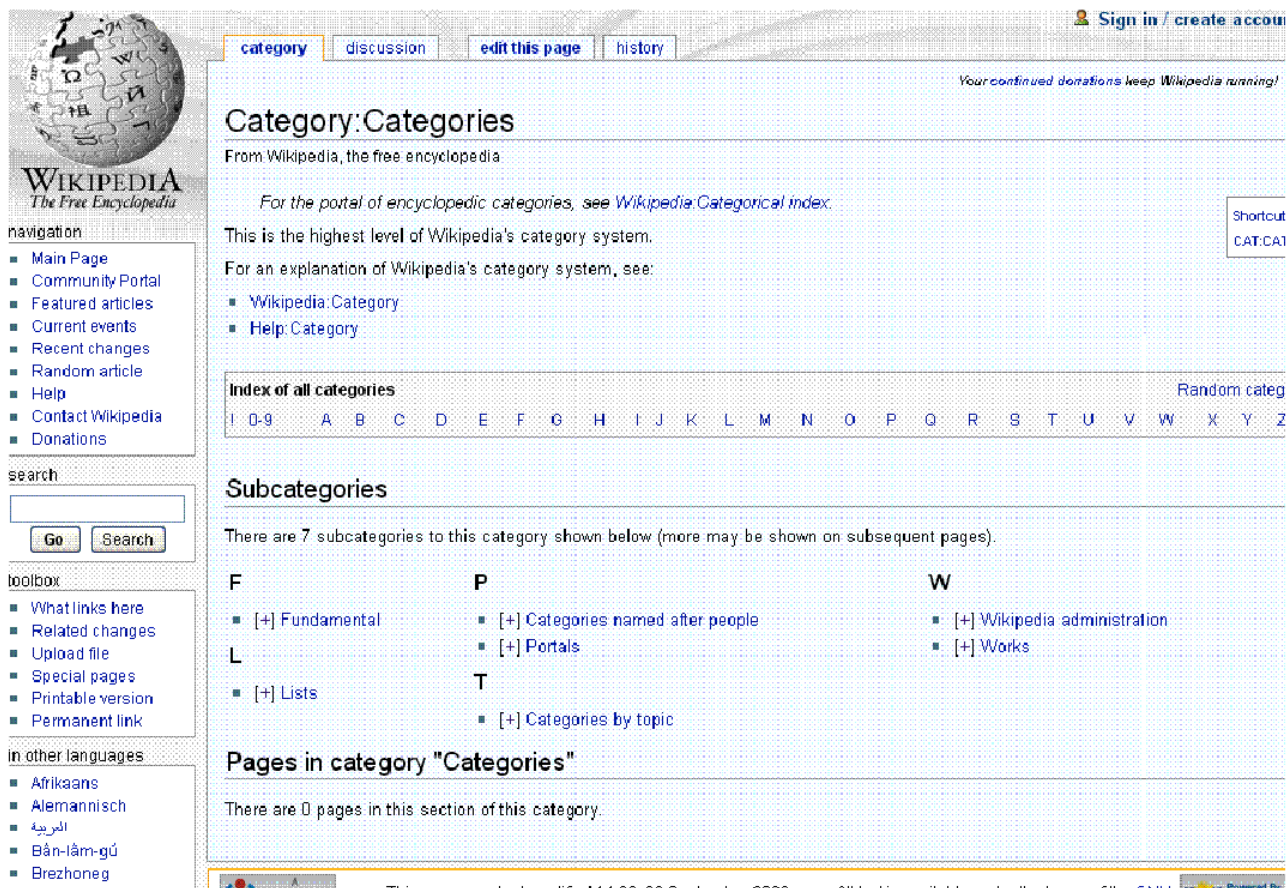 Sign in / create accoun
category discussion edit this page history
Your continued donations keep Wikipedia running!
WIKIPEDIA
The Free Encyclopedia
navigation
Main Page
Community Portal
Featured articles
Current events
Recent changes
Random article
Help
Contact Wikipedia
Donations
search
Go Search
toolbox
What links here
Related changes
Upload file
Special pages
Printable version
Permanent link
in other languages
Afrikaans
Alemannisch
العربية
Bân-lâm-gú
Brezhoneg
Category:Categories
From Wikipedia, the free encyclopedia
For the portal of encyclopedic categories, see Wikipedia:Categorical index.
Shortcut
CAT:CAT
This is the highest level of Wikipedia's category system.
For an explanation of Wikipedia's category system, see:
Wikipedia:Category
Help:Category
Index of all categories Random categ
! 0-9 A B C D E F G H I J K L M N O P Q R S T U V W X Y Z
Subcategories
There are 7 subcategories to this category shown below (more may be shown on subsequent pages).
F
[+] Fundamental
L
[+] Lists
P
[+] Categories named after people
[+] Portals
T
[+] Categories by topic
W
[+] Wikipedia administration
[+] Works
Pages in category "Categories"
There are 0 pages in this section of this category.